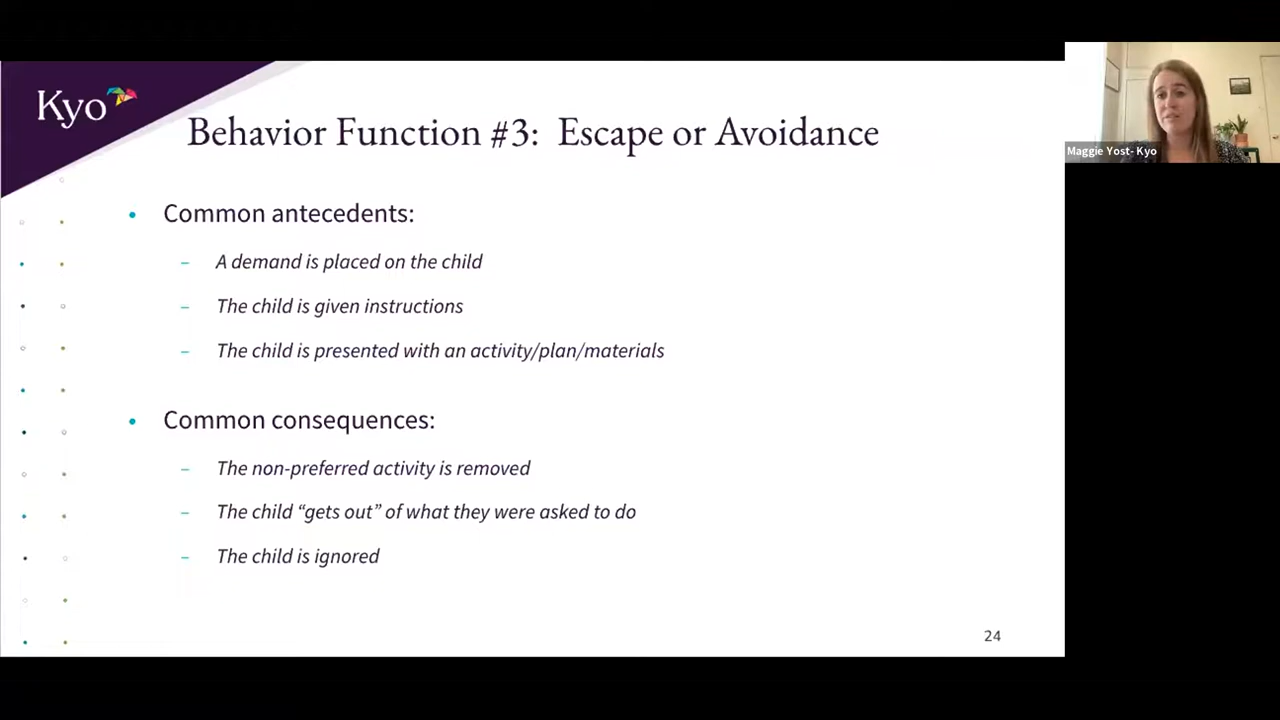 Kyo
Behavior Function #3: Escape or Avoidance
Common antecedents:
A demand is placed on the child
The child is given instructions
The child is presented with an activity/plan/materials
Common consequences:
The non-preferred activity is removed
The child “gets out” of what they were asked to do
The child is ignored
24
Maggie Yost- Kyo